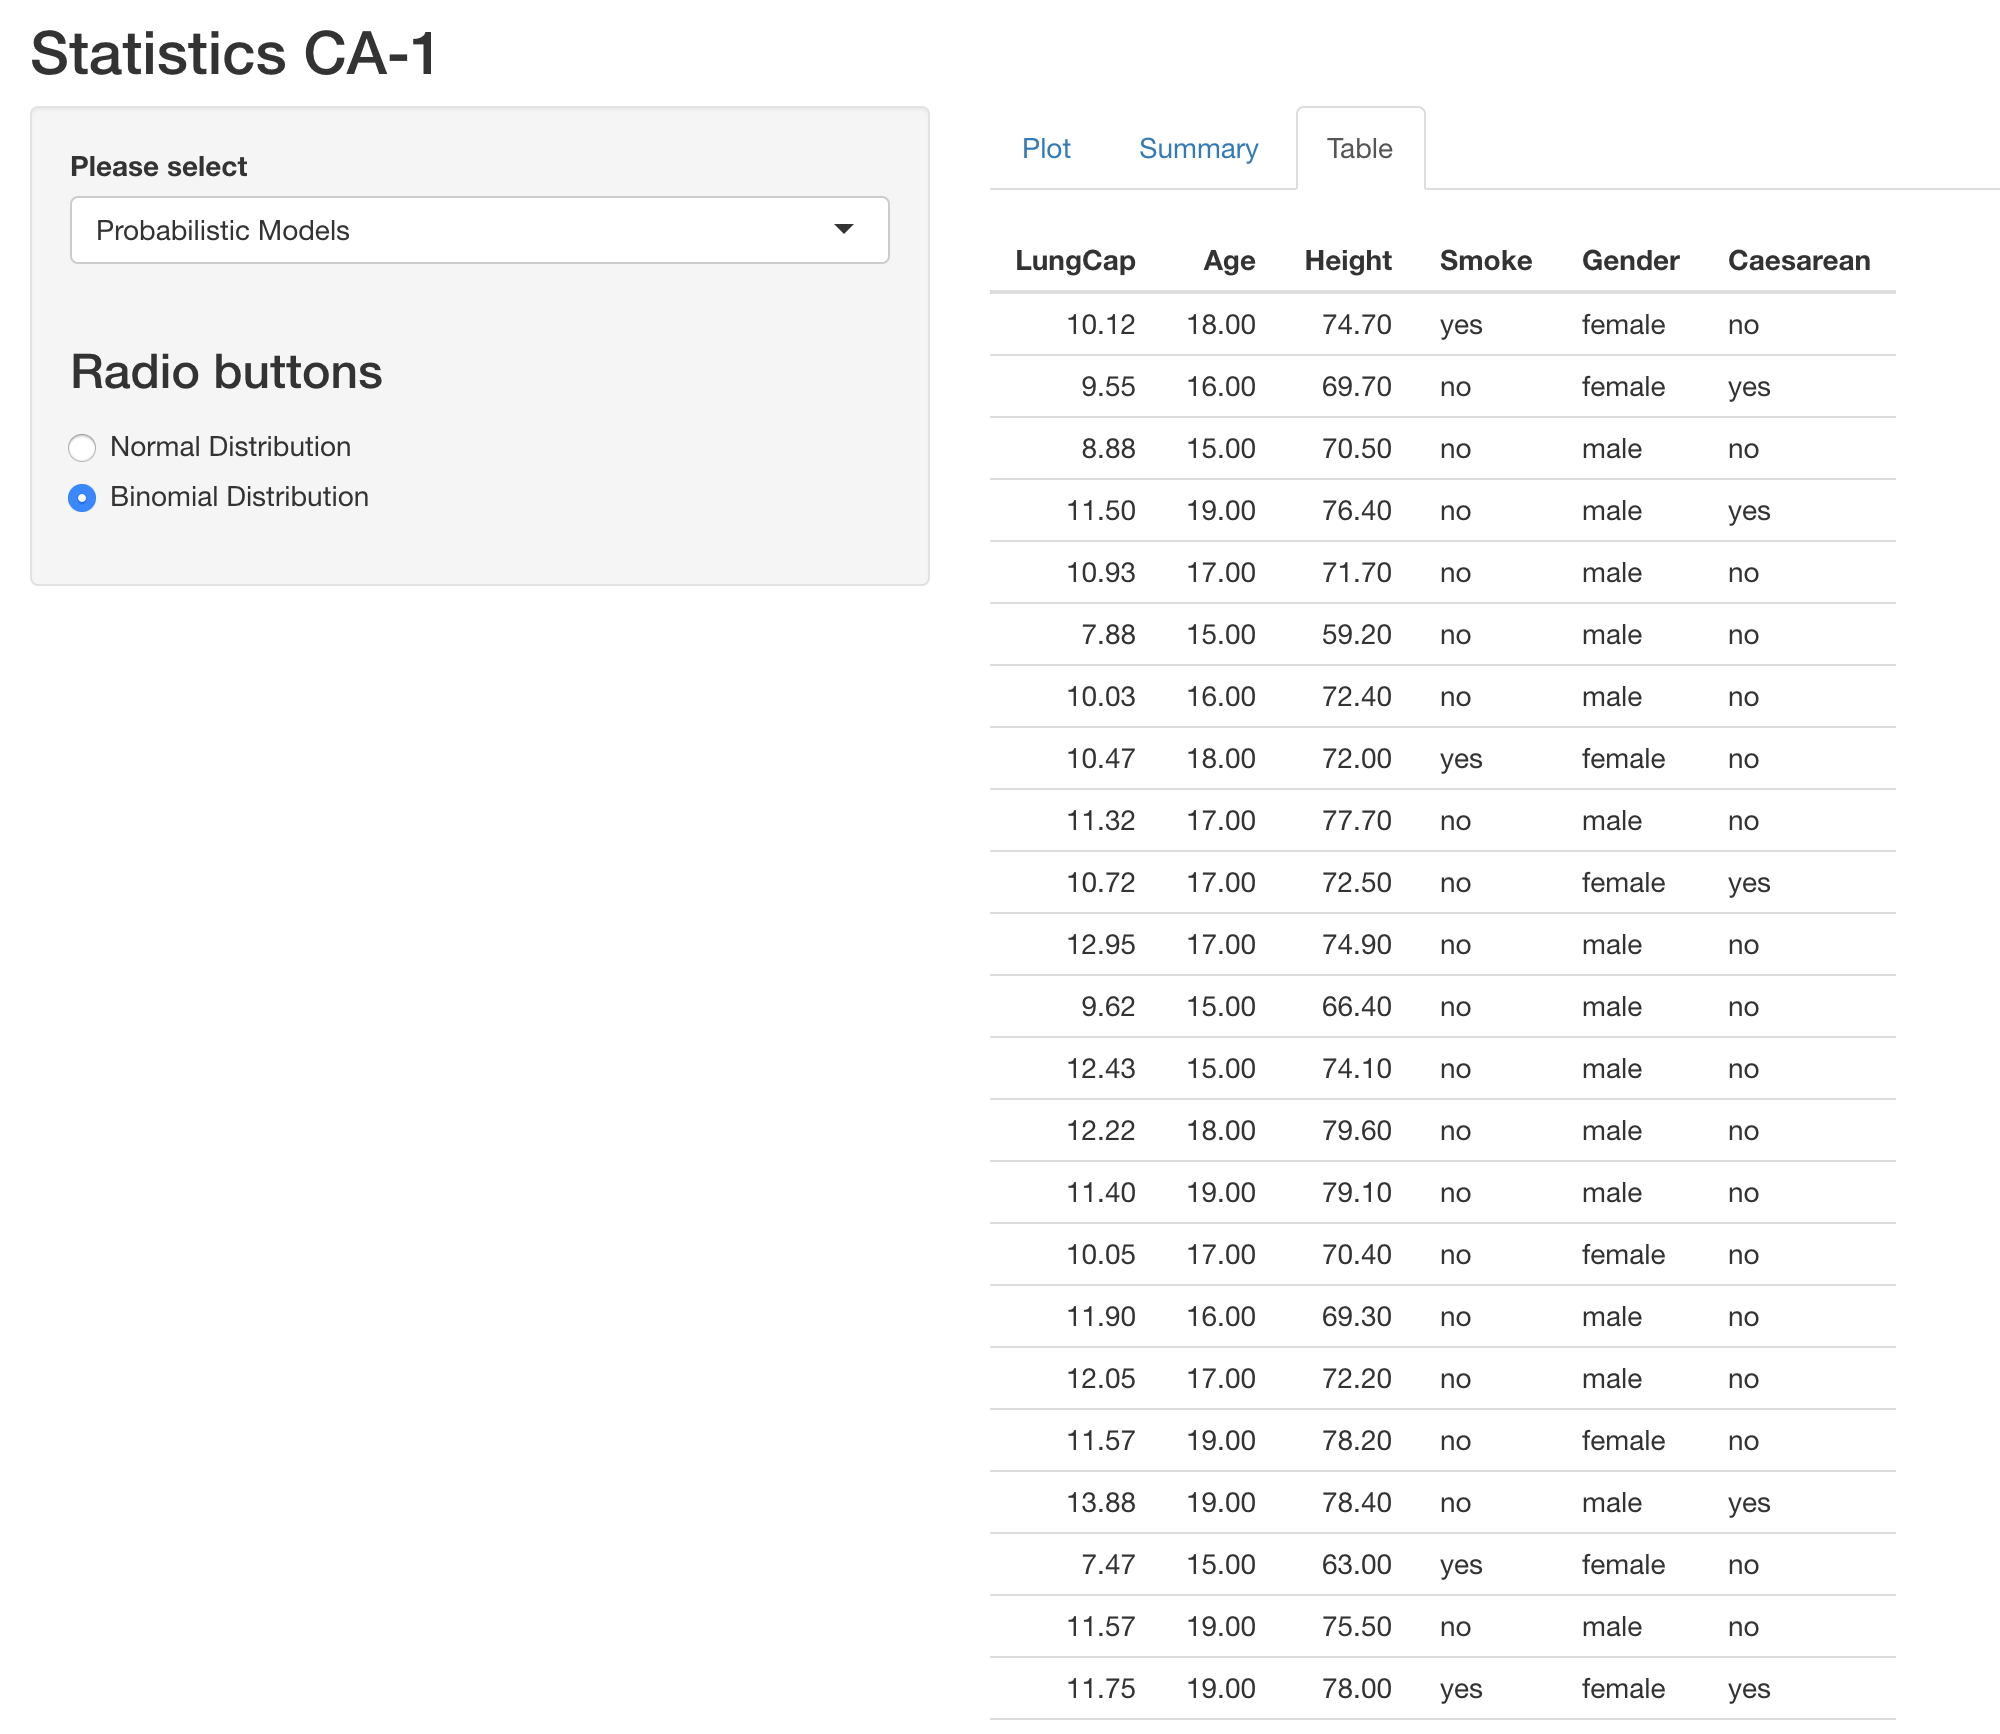 Statistics CA-1
Please select
Probabilistic Models
Radio buttons
Normal Distribution
Binomial Distribution
Plot Summary Table
LungCap Age Height Smoke Gender Caesarean
10.12 18.00 74.70 yes female no
9.55 16.00 69.70 no female yes
8.88 15.00 70.50 no male no
11.50 19.00 76.40 no male yes
10.93 17.00 71.70 no male no
7.88 15.00 59.20 no male no
10.03 16.00 72.40 no male no
10.47 18.00 72.00 yes female no
11.32 17.00 77.70 no male no
10.72 17.00 72.50 no female yes
12.95 17.00 74.90 no male no
9.62 15.00 66.40 no male no
12.43 15.00 74.10 no male no
12.22 18.00 79.60 no male no
11.40 19.00 79.10 no male no
10.05 17.00 70.40 no female no
11.90 16.00 69.30 no male no
12.05 17.00 72.20 no male no
11.57 19.00 78.20 no female no
13.88 19.00 78.40 no male yes
7.47 15.00 63.00 yes female no
11.57 19.00 75.50 no male no
11.75 19.00 78.00 yes female yes